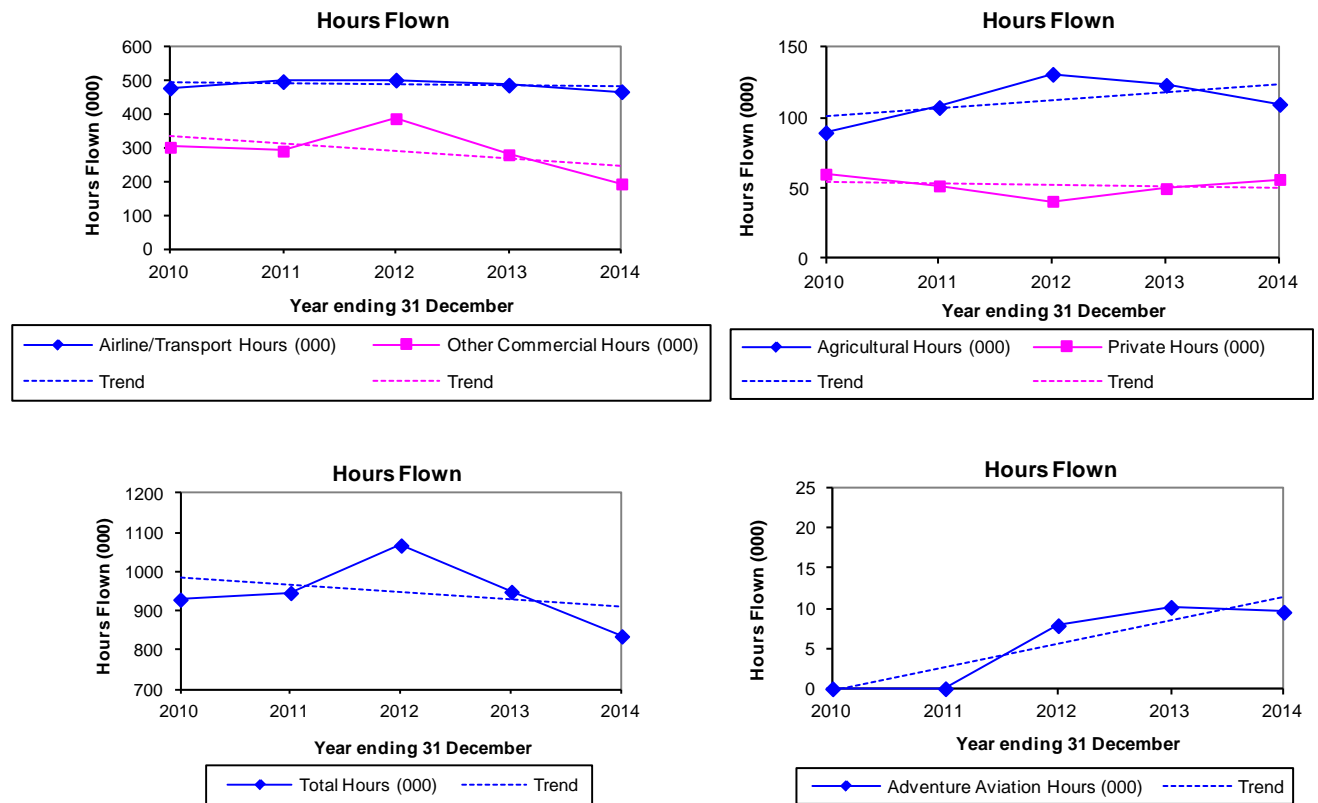 Hours Flown
600
500
400
300
200
100
0
Hours Flown (000)
2010 2011 2012 2013 2014
Year ending 31 December
Airline/Transport Hours (000) Other Commercial Hours (000)
Trend Trend
Hours Flown
150
100
50
0
Hours Flown (000)
2010 2011 2012 2013 2014
Year ending 31 December
Agricultural Hours (000) Private Hours (000)
Trend Trend
Hours Flown
1200
1100
1000
900
800
700
Hours Flown (000)
2010 2011 2012 2013 2014
Year ending 31 December
Total Hours (000) Trend
Hours Flown
25
20
15
10
5
0
Hours Flown (000)
2010 2011 2012 2013 2014
Year ending 31 December
Adventure Aviation Hours (000) Trend